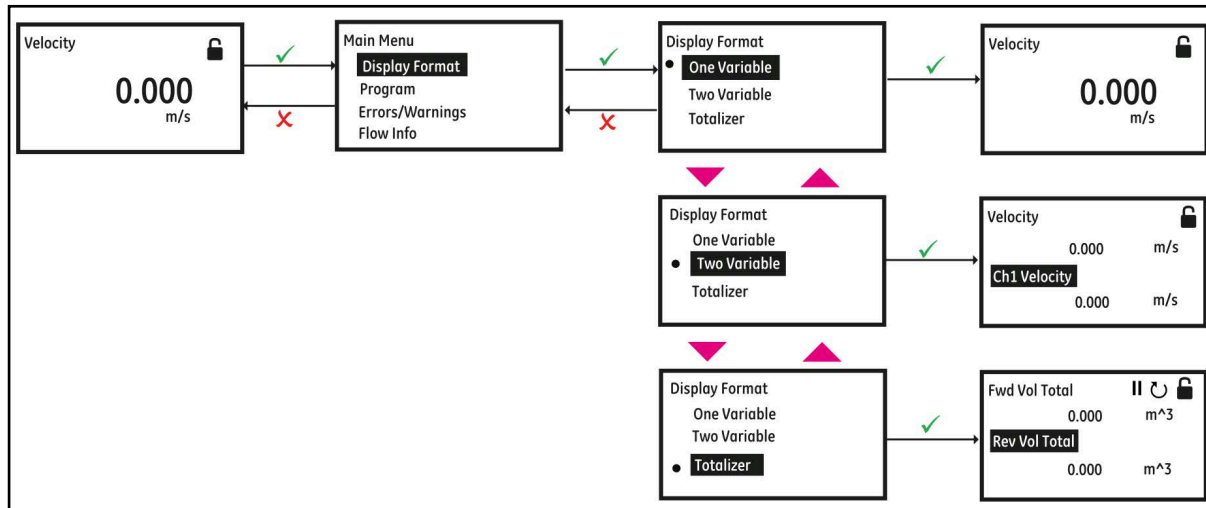 Velocity
0.000
m/s
Main Menu
Display Format
Program
Errors/Warnings
Flow Info
Display Format
One Variable
Two Variable
Totalizer
Velocity
0.000
m/s
Display Format
One Variable
Two Variable
Totalizer
Velocity
0.000 m/s
Ch1 Velocity
0.000 m/s
Display Format
One Variable
Two Variable
Totalizer
Fwd Vol Total
0.000 m^3
Rev Vol Total
0.000 m^3